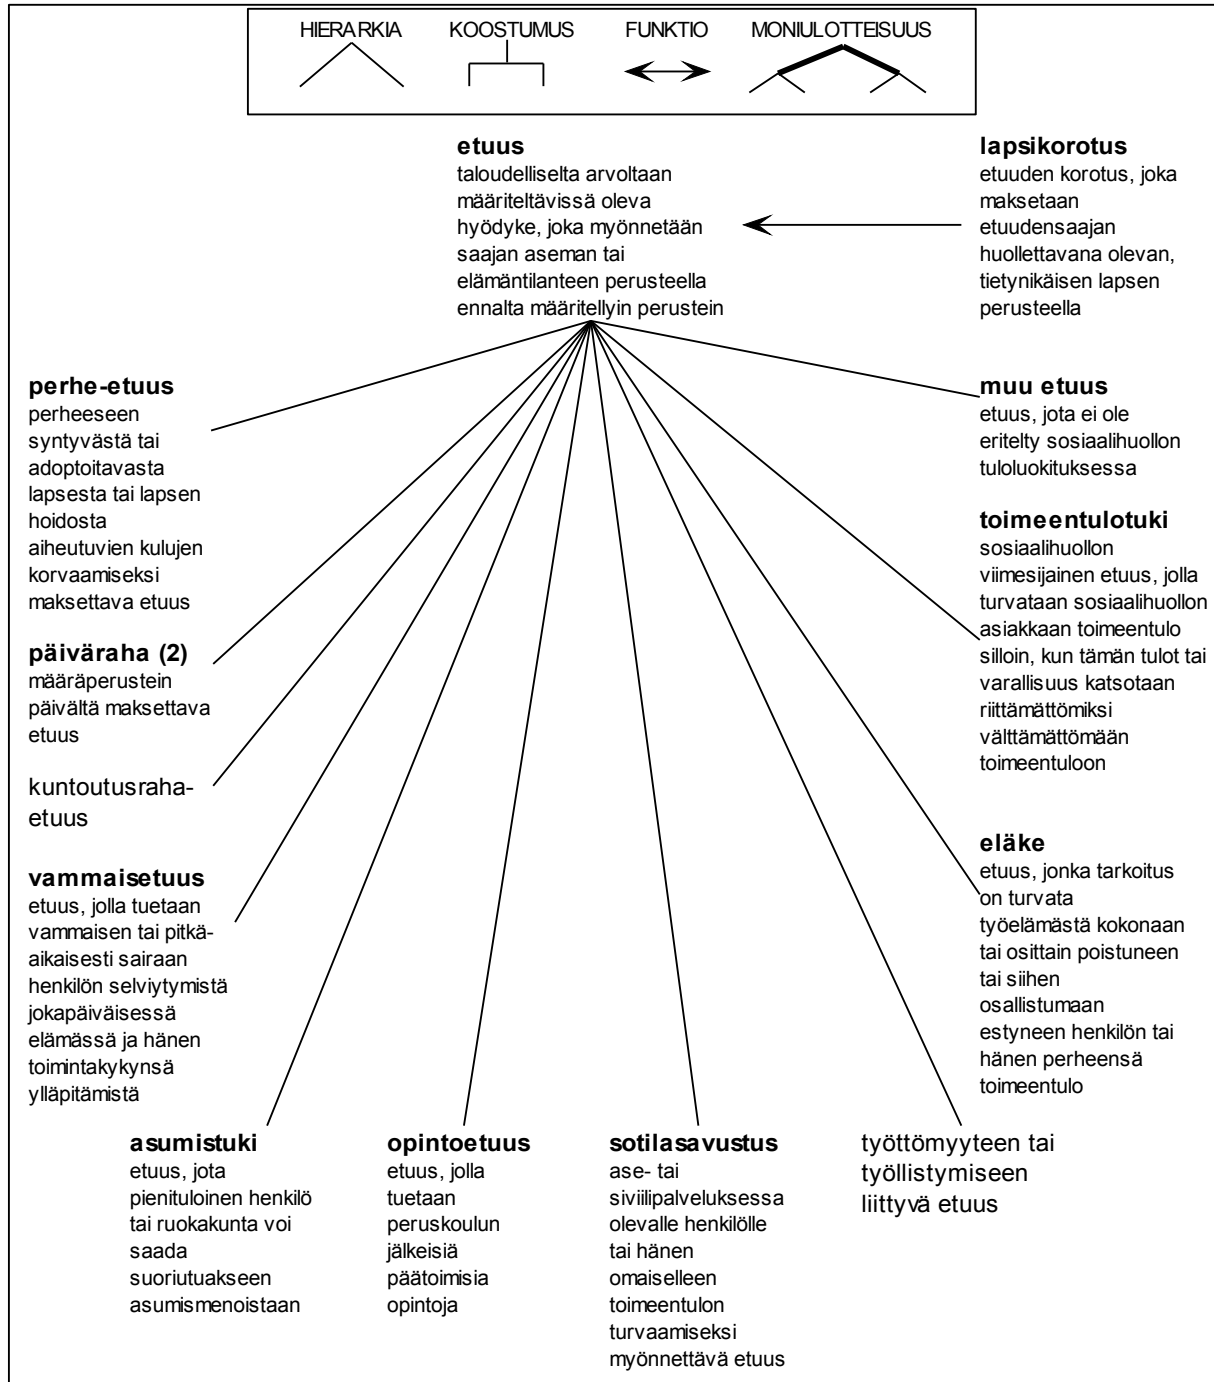 HIERARKIA KOOSTUMUS FUNKTIO MONIULOTTEISUUS
etuus
taloudelliselta arvoltaan
määriteltävissä oleva
hyödyke, joka myönnetään
saajan aseman tai
elämäntilanteen perusteella
ennalta määritellyin perustein
lapsikorotus
etuuden korotus, joka
maksetaan
etuudensaajan
huollettavana olevan,
tietynikäisen lapsen
perusteella
perhe-etuus
perheeseen
syntyvästä tai
adoptoitavasta
lapsesta tai lapsen
hoidosta
aiheutuvien kulujen
korvaamiseksi
maksettava etuus
päiväraha (2)
määräperustein
päivältä maksettava
etuus
kuntoutusraha-
etuus
vammaisetuus
etuus, jolla tuetaan
vammaisen tai pitkä-
aikaisesti sairaan
henkilön selviytymistä
jokapäiväisessä
elämässä ja hänen
toimintakykynsä
ylläpitämistä
muu etuus
etuus, jota ei ole
eritelty sosiaalihuollon
tuloluokituksessa
toimeentulotuki
sosiaalihuollon
viimesijainen etuus, jolla
turvataan sosiaalihuollon
asiakkaan toimeentulo
silloin, kun tämän tulot tai
varallisuus katsotaan
riittämättömiksi
välttämättömään
toimeentuloon
eläke
etuus, jonka tarkoitus
on turvata
työelämästä kokonaan
tai osittain poistuneen
tai siihen
osallistumaan
estyneen henkilön tai
hänen perheensä
toimeentulo
asumistuki
etuus, jota
pienituloinen henkilö
tai ruokakunta voi
saada
suoriutuakseen
asumismenoistaan
opintoetuus
etuus, jolla
tuetaan
peruskoulun
jälkeisiä
päätoimisia
opintoja
sotilasavustus
ase- tai
siviilipalveluksessa
olevalle henkilölle
tai hänen
omaiselleen
toimeentulon
turvaamiseksi
myönnettävä etuus
työttömyyteen tai
työllistymiseen
liittyvä etuus